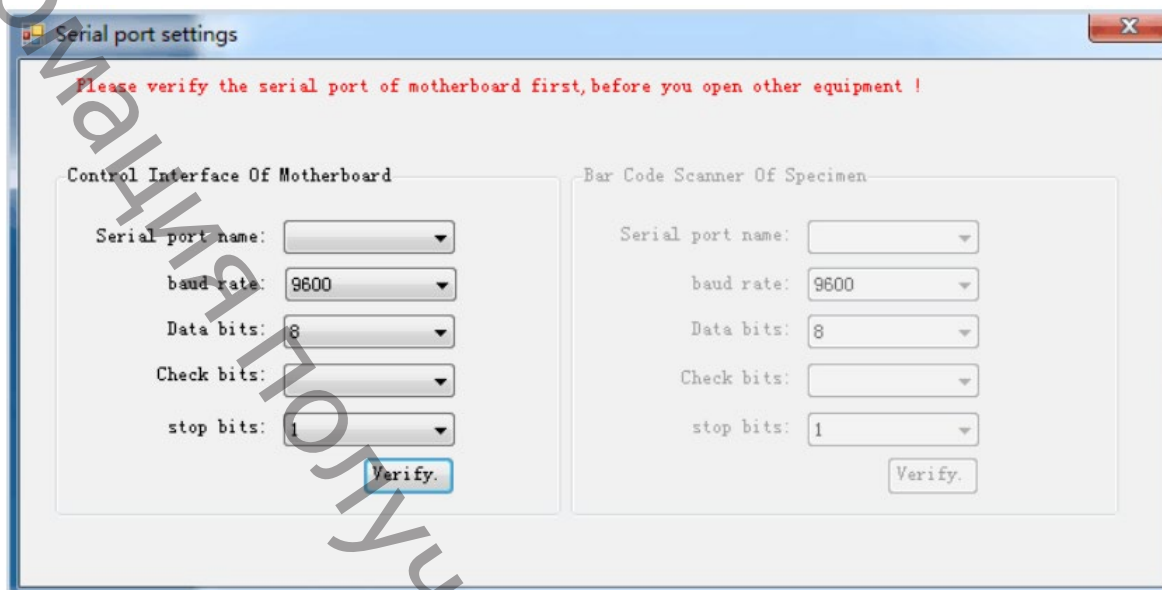 Serial port settings
Please verify the serial port of motherboard first,before you open other equipment !
Control Interface Of Motherboard
Serial port name:
baud rate: 9600
Data bits: 8
Check bits:
stop bits: 1
Verify.
Bar Code Scanner Of Specimen
Serial port name:
baud rate: 9600
Data bits: 8
Check bits:
stop bits: 1
Verify.